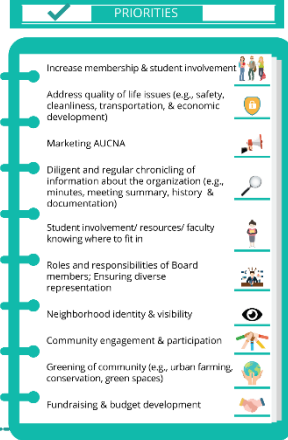 PRIORITIES
Increase membership & student involvement
Address quality of life issues (e.g., safety,
cleanliness, transportation, & economic
development)
Marketing AUCNA
Diligent and regular chronicling of
information about the organization (e.g.,
minutes, meeting summary, history &
documentation)
Student involvement/ resources/ faculty
knowing where to fit in
Roles and responsibilities of Board
members; Ensuring diverse
representation
Neighborhood identity & visibility
Community engagement & participation
Greening of community (e.g., urban farming,
conservation, green spaces)
Fundraising & budget development